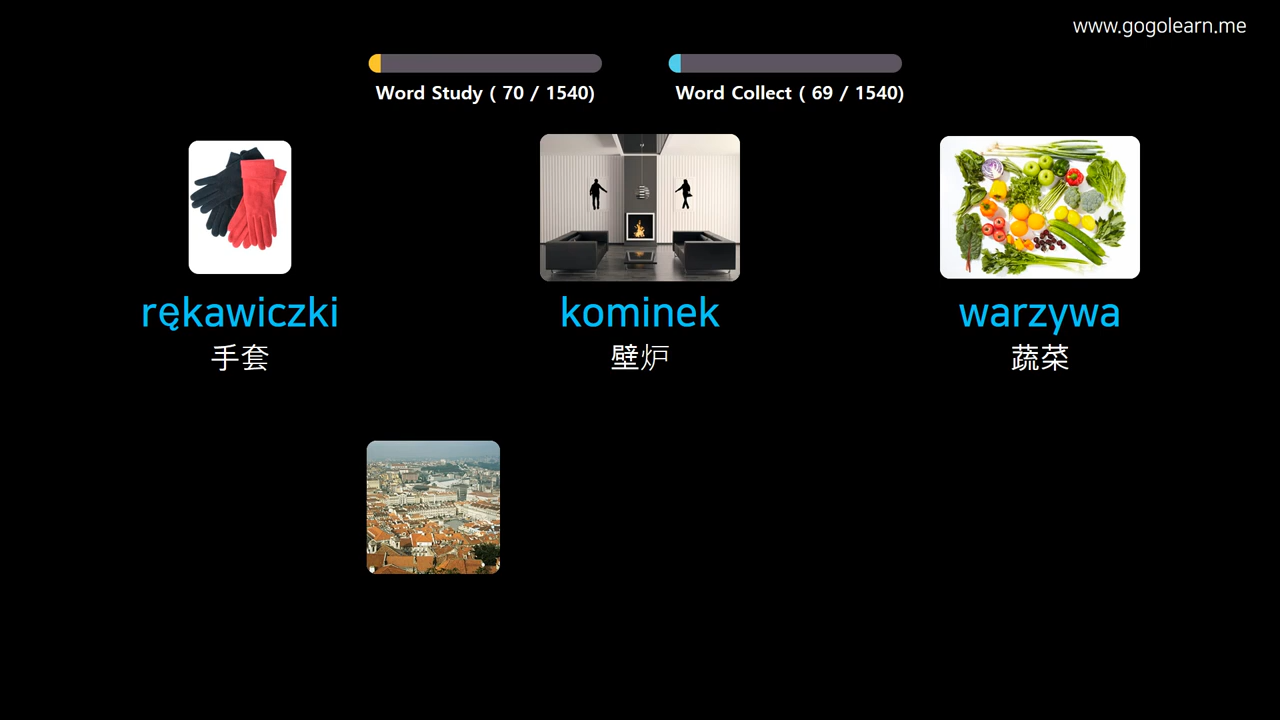 www.gogolearn.me
Word Study ( 70 / 1540)
Word Collect ( 69 / 1540)
rękawiczki
手套
kominek
壁炉
warzywa
蔬菜